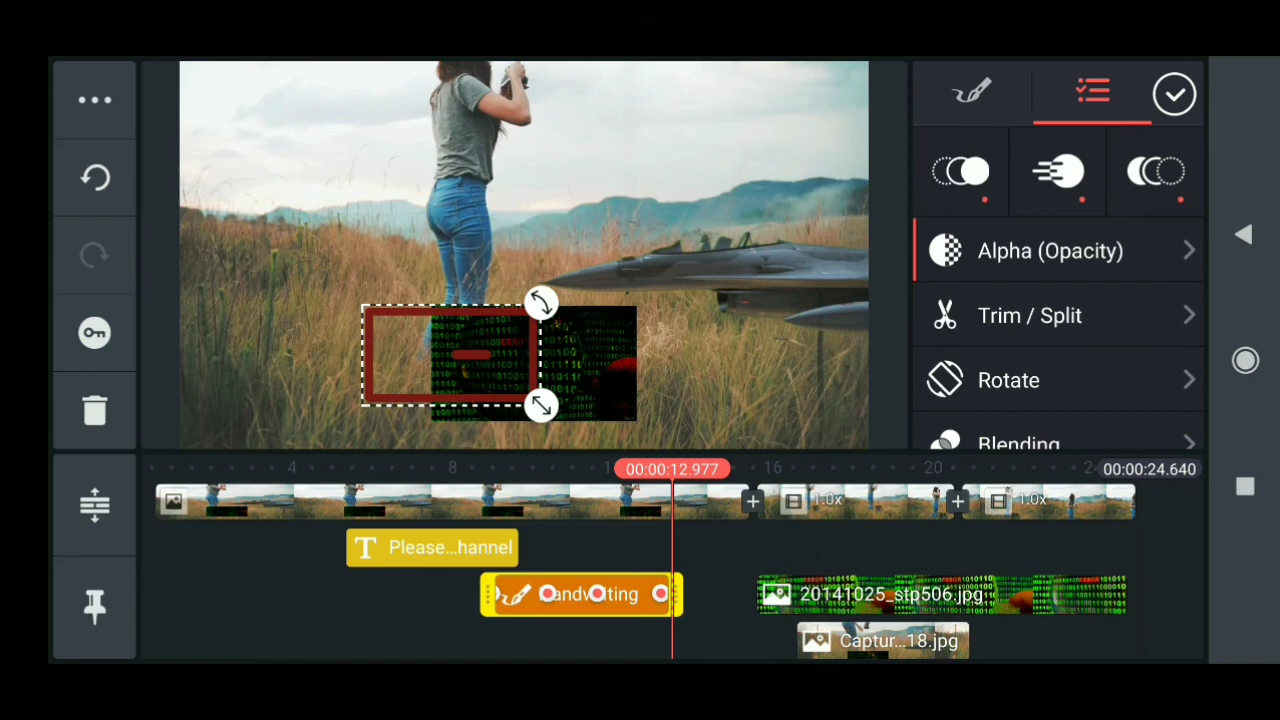 Alpha (Opacity)
Trim / Split
Rotate
Blending
ERROR
4
8
00:00:12.977
16
20
00:00:24.640
1.0x
1.0x
T Please...hannel
20141025_stp506.jpg
Captur...18.jpg